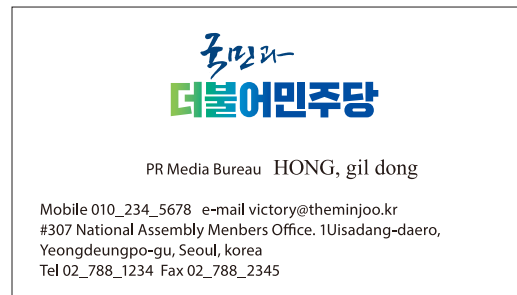 국민과
더불어민주당
PR Media Bureau HONG, gil dong
Mobile 010_234_5678 e-mail victory@theminjoo.kr
#307 National Assembly Menbers Office. 1Uisadang-daero,
Yeongdeungpo-gu, Seoul, korea
Tel 02_788_1234 Fax 02_788_2345